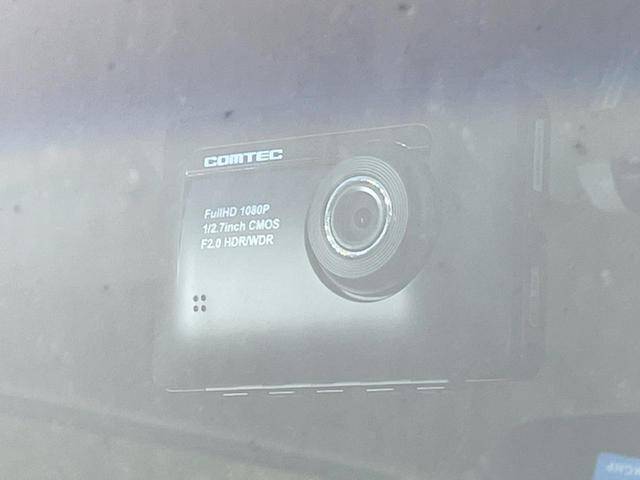 COMTEC
FullHD 1080P
1/2.7inch CMOS
F2.0 HDR/WDR